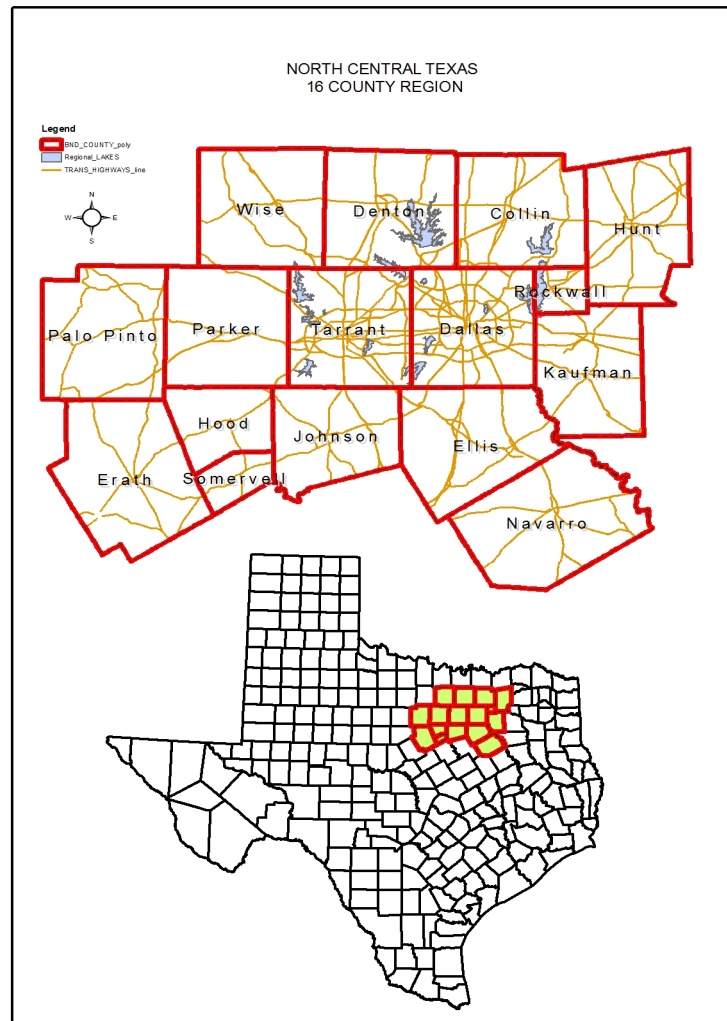 NORTH CENTRAL TEXAS
16 COUNTY REGION
Legend
BND_COUNTY_poly
Regional_LAKES
TRANS_HIGHWAYS_line
N
W E
S
Wise
Denton
Collin
Hunt
Palo Pinto
Parker
Tarrant
Dallas
Rockwall
Kaufman
Hood
Johnson
Ellis
Erath
Somervell
Navarro